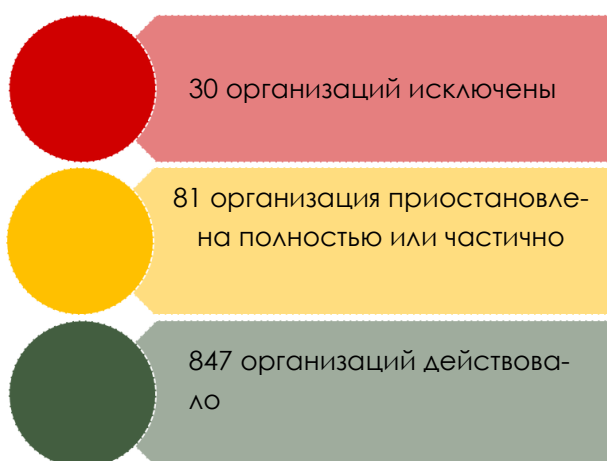 30 организаций исключены
81 организация приостановле-
на полностью или частично
847 организаций действова-
ло